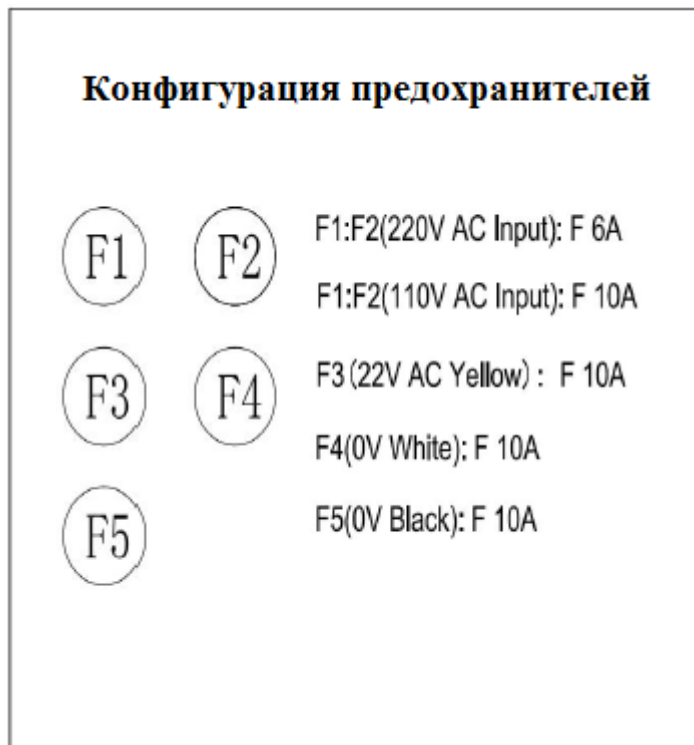 Конфигурация предохранителей
F1 F2 F1:F2(220V AC Input): F 6A
F1:F2(110V AC Input): F 10A
F3 F4 F3(22V AC Yellow): F 10A
F4(0V White): F 10A
F5 F5(0V Black): F 10A